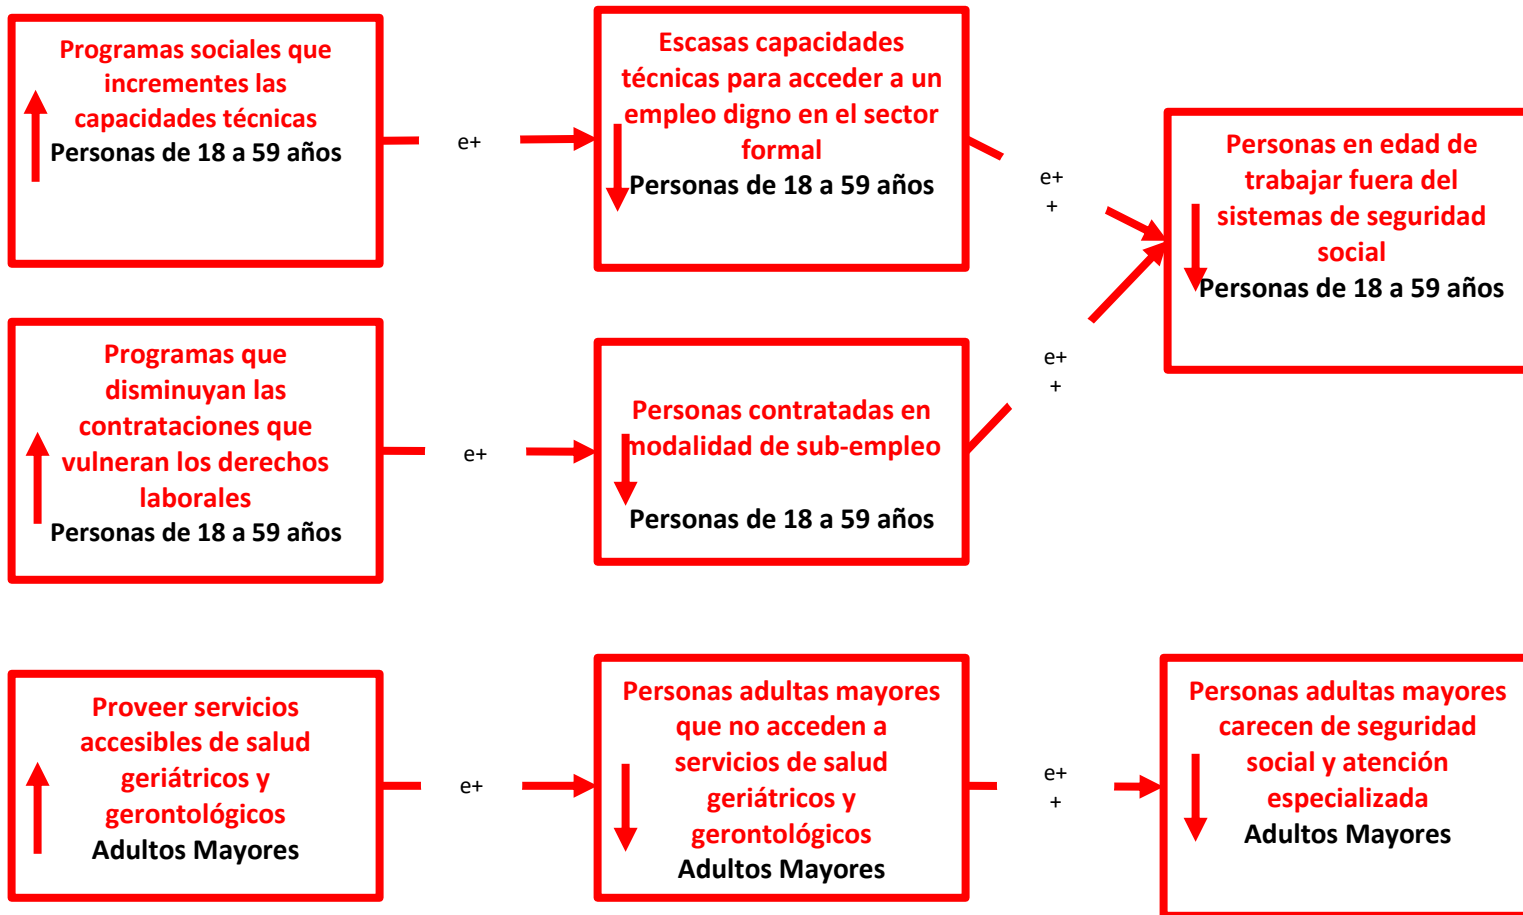 Programas sociales que
incrementes las
capacidades técnicas
Personas de 18 a 59 años
e+
Escasas capacidades
técnicas para acceder a un
empleo digno en el sector
formal
Personas de 18 a 59 años
e+
+
Personas en edad de
trabajar fuera del
sistemas de seguridad
social
Personas de 18 a 59 años
Programas que
disminuyan las
contrataciones que
vulneran los derechos
laborales
Personas de 18 a 59 años
e+
Personas contratadas en
modalidad de sub-empleo
Personas de 18 a 59 años
e+
+
Proveer servicios
accesibles de salud
geriátricos y
gerontológicos
Adultos Mayores
e+
Personas adultas mayores
que no acceden a
servicios de salud
geriátricos y
gerontológicos
Adultos Mayores
e+
+
Personas adultas mayores
carecen de seguridad
social y atención
especializada
Adultos Mayores